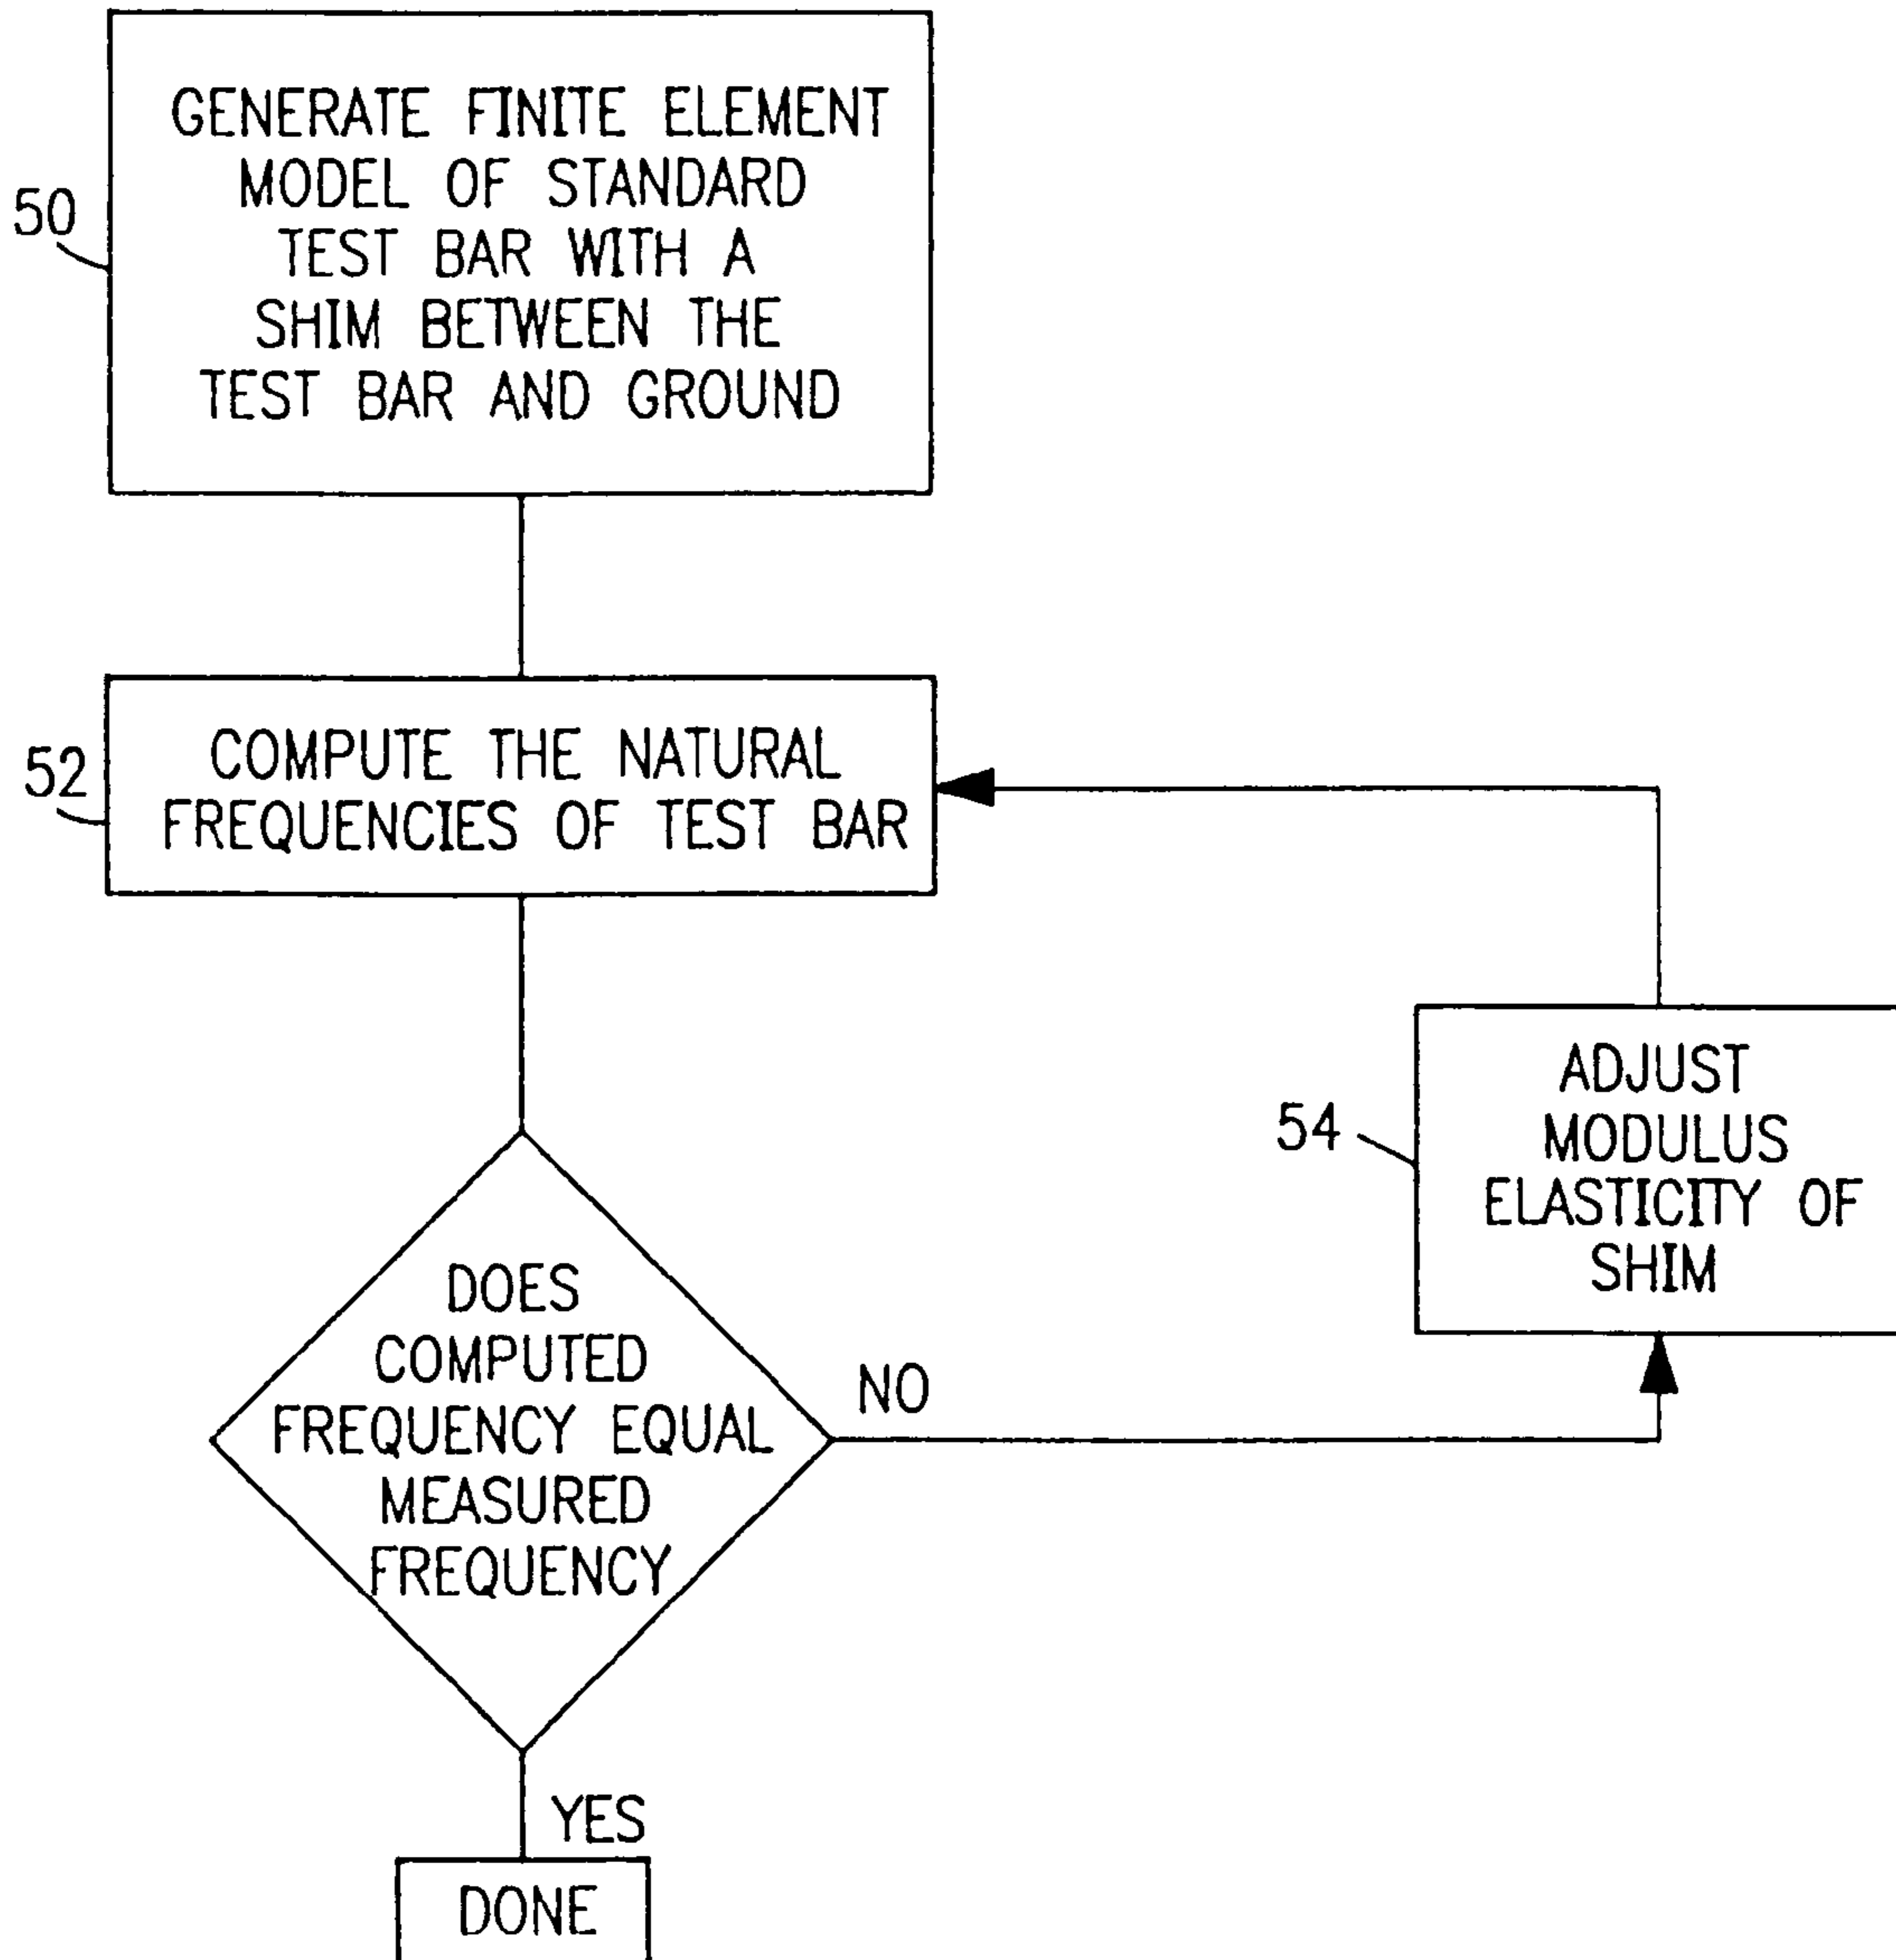 GENERATE FINITE ELEMENT
MODEL OF STANDARD
TEST BAR WITH A
SHIM BETWEEN THE
TEST BAR AND GROUND
50
COMPUTE THE NATURAL
FREQUENCIES OF TEST BAR
52
ADJUST
MODULUS
ELASTICITY OF
SHIM
54
DOES
COMPUTED
FREQUENCY EQUAL
MEASURED
FREQUENCY
NO
YES
DONE